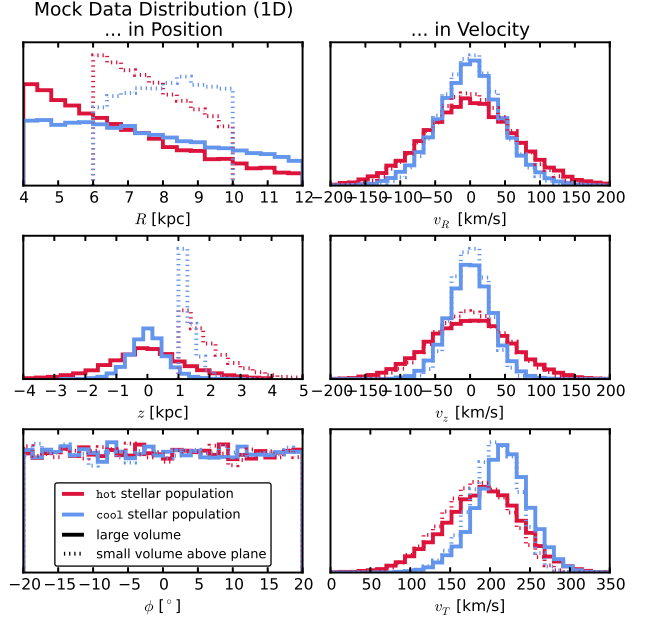 Mock Data Distribution (1D)
... in Position
... in Velocity
4 5 6 7 8 9 10 11 12
R [kpc]
−200 −150 −100 −50 0 50 100 150 200
v_R [km/s]
−4 −3 −2 −1 0 1 2 3 4 5
z [kpc]
−200 −150 −100 −50 0 50 100 150 200
v_z [km/s]
hot stellar population
cool stellar population
large volume
small volume above plane
−20 −15 −10 −5 0 5 10 15 20
ϕ [°]
0 50 100 150 200 250 300 350
v_T [km/s]